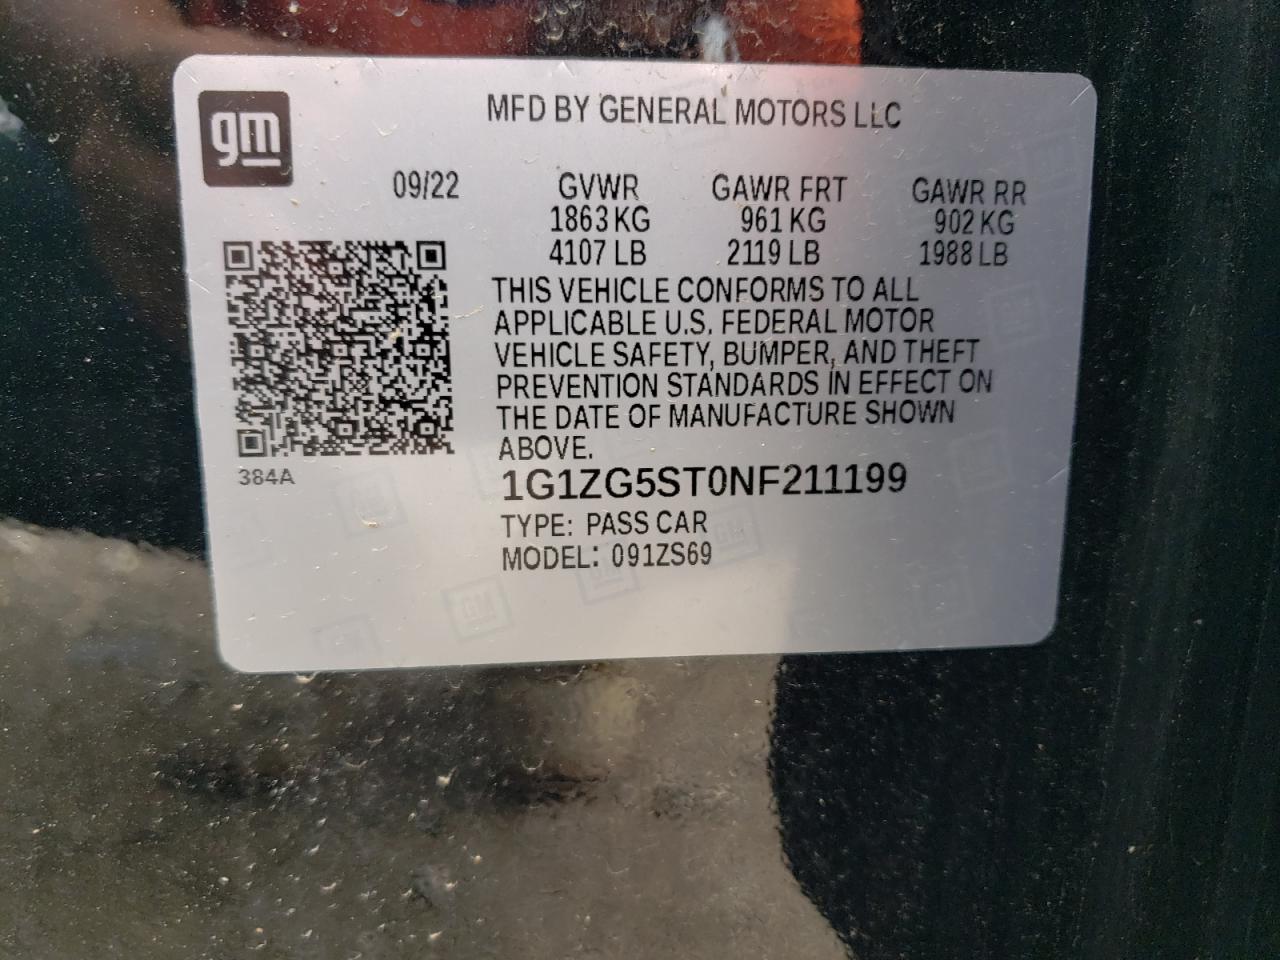 gm
MFD BY GENERAL MOTORS LLC
09/22 GVWR GAWR FRT GAWR RR
1863 KG 961 KG 902 KG
4107 LB 2119 LB 1988 LB
THIS VEHICLE CONFORMS TO ALL
APPLICABLE U.S. FEDERAL MOTOR
VEHICLE SAFETY, BUMPER, AND THEFT
PREVENTION STANDARDS IN EFFECT ON
THE DATE OF MANUFACTURE SHOWN
ABOVE.
384A
1G1ZG5ST0NF211199
TYPE: PASS CAR
MODEL: 091ZS69